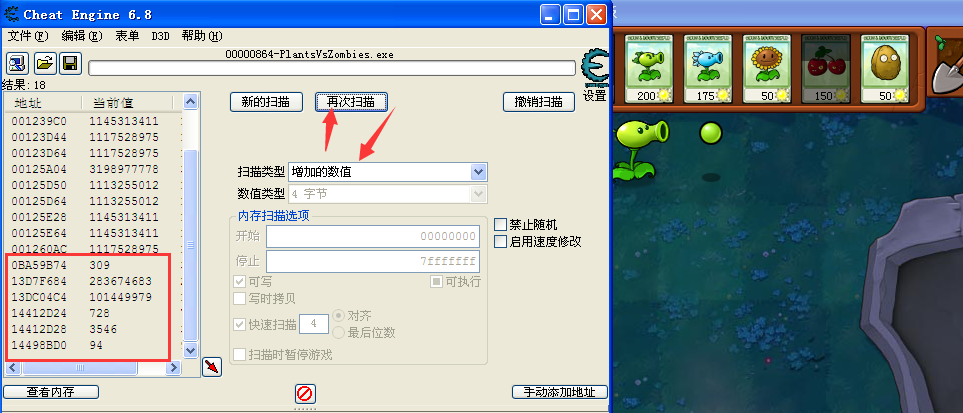 Cheat Engine 6.8
文件(F) 编辑(E) 表单 D3D 帮助(H)
00000864-PlantsVsZombies.exe
结果: 18
设置
地址 当前值
001239C0 1145313411
00123D44 1117528975
00123D64 1117528975
00125A04 3198977778
00125D50 1113255012
00125D64 1113255012
00125E28 1145313411
00125E64 1145313411
001260AC 1117528975
0BA59B74 309
13D7F684 283674683
13DC04C4 101449979
14412D24 728
14412D28 3546
14498BD0 94
新的扫描 再次扫描 撤销扫描
扫描类型 增加的数值
数值类型 4 字节
内存扫描选项
开始 00000000
停止 7fffffff
可写 可执行
写时拷贝
快速扫描 4 对齐
最后位数
扫描时暂停游戏
禁止随机
启用速度修改
查看内存 手动添加地址
200 175 50 150 50